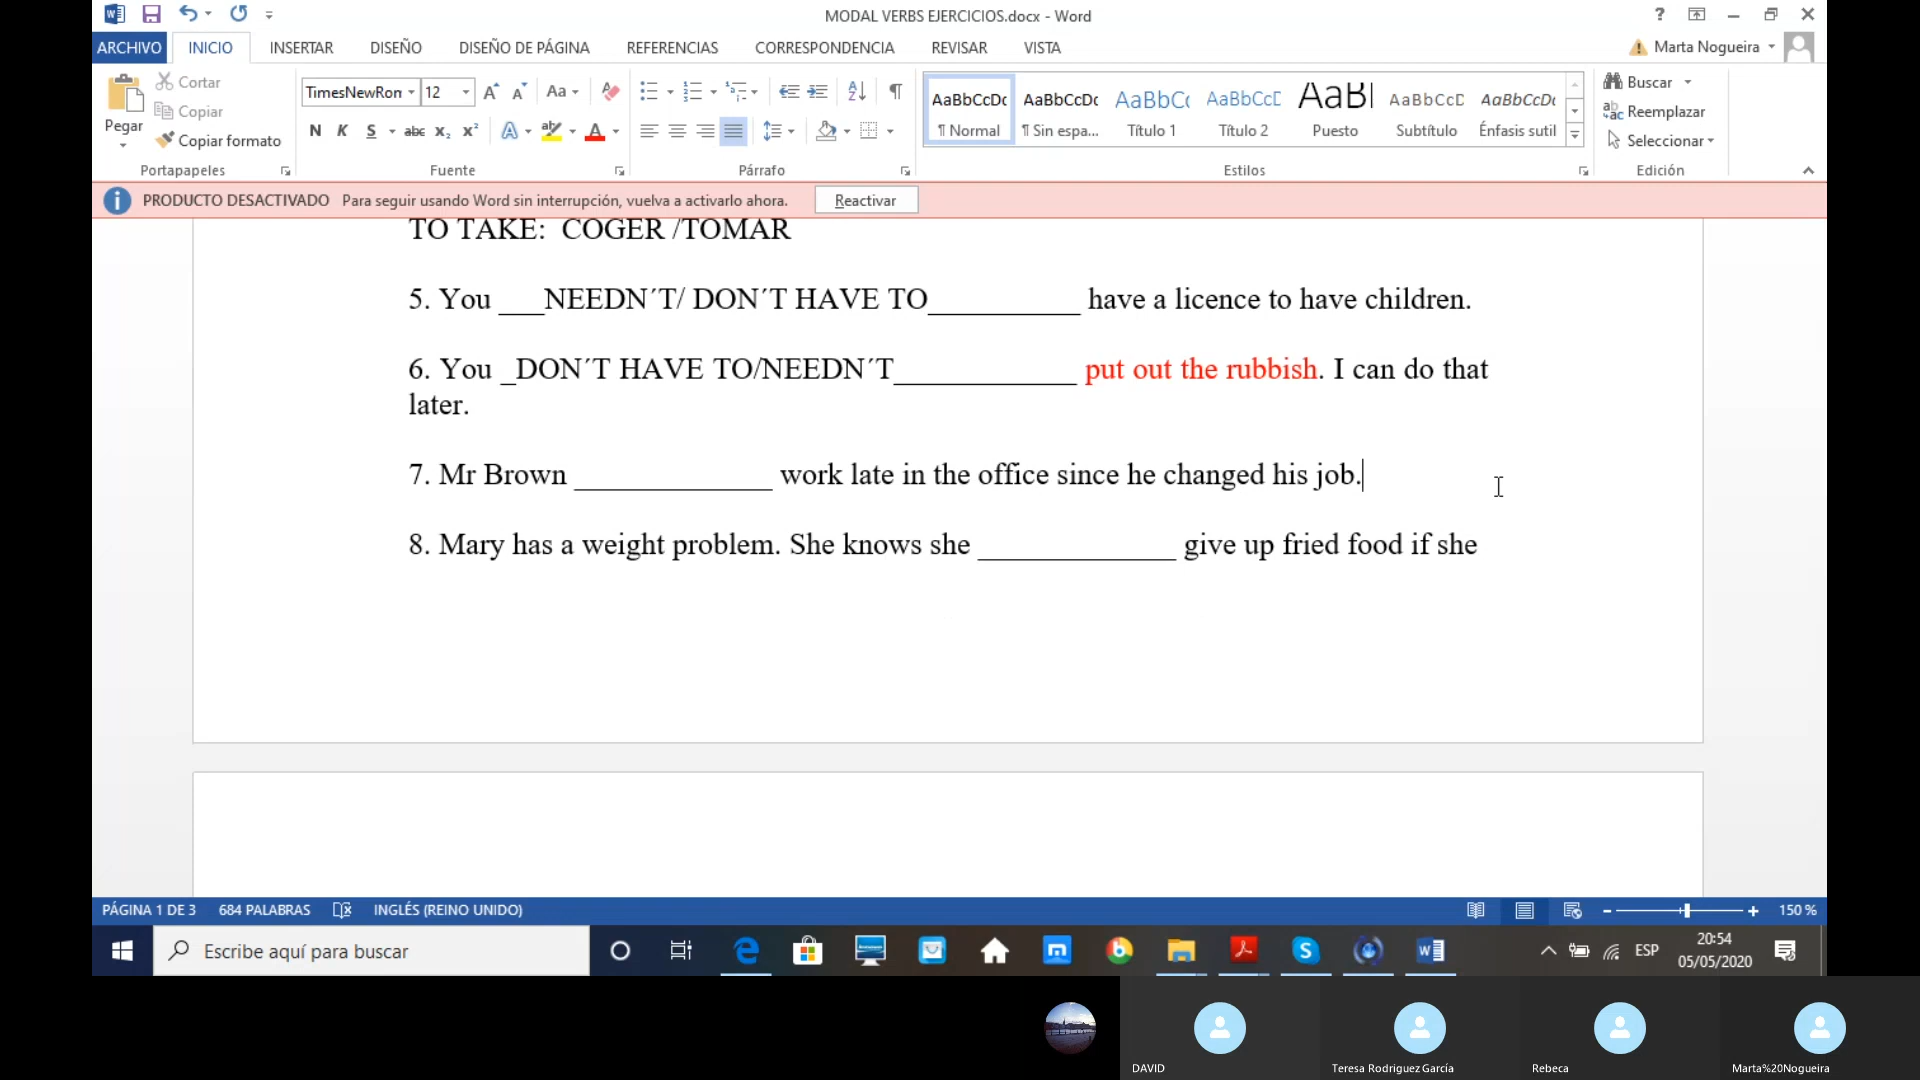 MODAL VERBS EJERCICIOS.docx - Word
ARCHIVO INICIO INSERTAR DISEÑO DISEÑO DE PÁGINA REFERENCIAS CORRESPONDENCIA REVISAR VISTA Marta Nogueira
Pegar
Cortar
Copiar
Copiar formato
Portapapeles
TimesNewRon 12
Fuente
Párrafo
AaBbCcDc AaBbCcDc AaBbCc AaBbCcD AaBl AaBbCcD AaBbCcDc
¶ Normal ¶ Sin espa... Título 1 Título 2 Puesto Subtítulo Énfasis sutil
Estilos
Buscar
Reemplazar
Seleccionar
Edición
PRODUCTO DESACTIVADO Para seguir usando Word sin interrupción, vuelva a activarlo ahora. Reactivar
TO TAKE: COGER /TOMAR
5. You ___NEEDN´T/ DON´T HAVE TO__________ have a licence to have children.
6. You _DON´T HAVE TO/NEEDN´T____________ put out the rubbish. I can do that
later.
7. Mr Brown _____________ work late in the office since he changed his job.
8. Mary has a weight problem. She knows she _____________ give up fried food if she
PÁGINA 1 DE 3 684 PALABRAS INGLÉS (REINO UNIDO) 150 %
Escribe aquí para buscar
ESP
20:54
05/05/2020
DAVID
Teresa Rodriguez García
Rebeca
Marta%20Nogueira